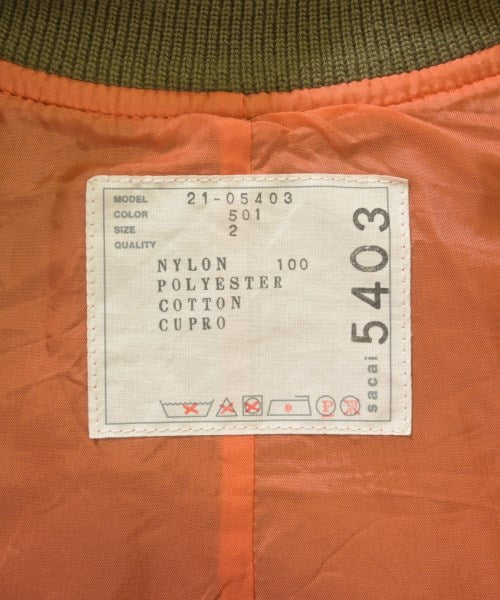 MODEL 21-05403
COLOR 501
SIZE 2
QUALITY
NYLON 100
POLYESTER
COTTON
CUPRO
P
sacai 5403